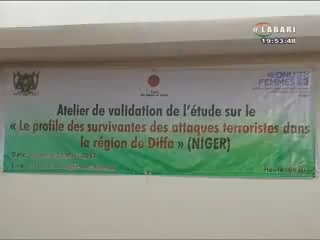 LABARI
19:53:48
ONU
FEMMES
Atelier de validation de l'étude sur le
« Le profile des survivantes des attaques terroristes dans
la région de Diffa » (NIGER)
Date: